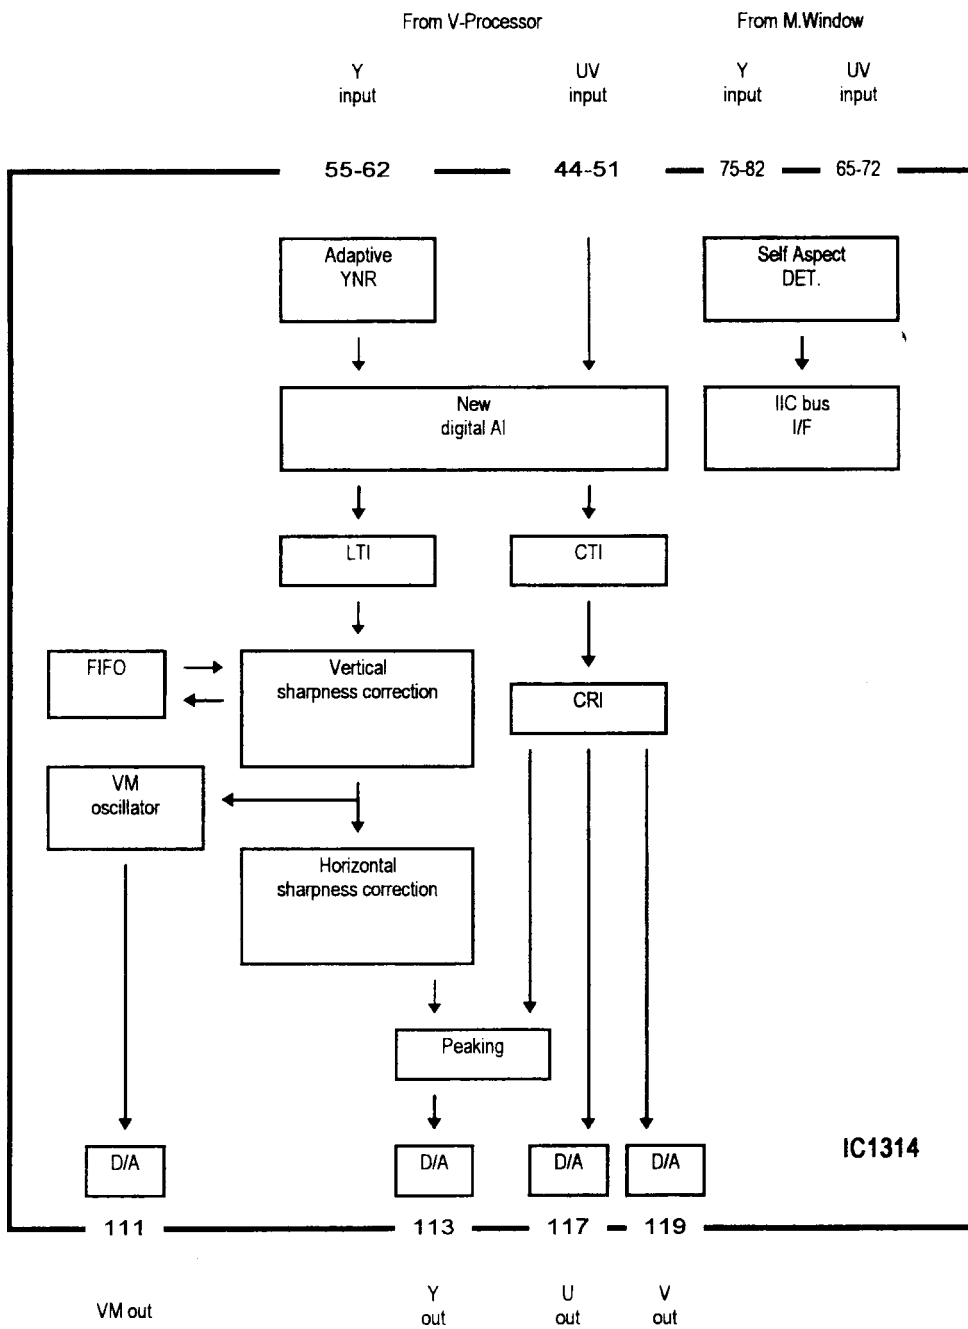 From V-Processor
From M.Window
Y
input
UV
input
Y
input
UV
input
55-62
44-51
75-82
65-72
Adaptive
YNR
Self Aspect
DET.
New
digital AI
IIC bus
I/F
LTI
CTI
FIFO
Vertical
sharpness correction
CRI
VM
oscillator
Horizontal
sharpness correction
Peaking
D/A
D/A
D/A
D/A
IC1314
111
113
117
119
VM out
Y
out
U
out
V
out